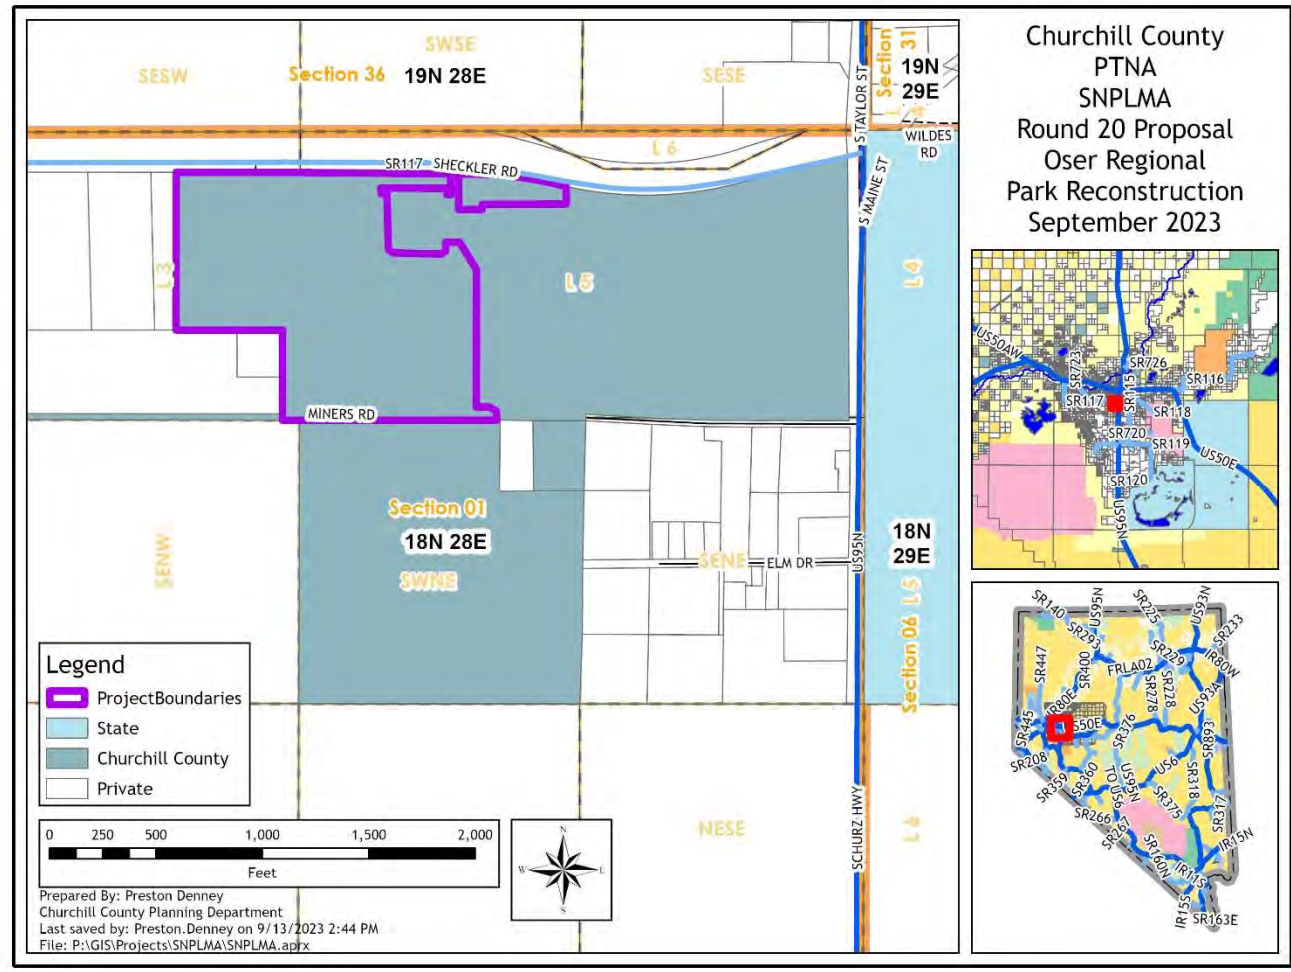 Churchill County
PTNA
SNPLMA
Round 20 Proposal
Oser Regional
Park Reconstruction
September 2023
SWSE
SESW
Section 36 19N 28E
SESE
Section 31
19N
29E
L 4
S TAYLOR ST
WILDES
RD
L 6
SR117 SHECKLER RD
S MAINE ST
L 3
L 5
L 4
MINERS RD
Section 01
18N 28E
SENW
SWNE
SENE
ELM DR
US95N
18N
29E
Section 06
L 5
NESE
L 6
SCHURZ HWY
Legend
ProjectBoundaries
State
Churchill County
Private
0 250 500 1,000 1,500 2,000
Feet
N
W
E
S
Prepared By: Preston Denney
Churchill County Planning Department
Last saved by: Preston.Denney on 9/13/2023 2:44 PM
File: P:\GIS\Projects\SNPLMA\SNPLMA.aprx
US50AW
SR723
SR726
SR115
SR116
SR117
SR118
SR720
SR119
US50E
SR120
US95N
SR140
US95N
SR225
US93N
SR293
SR233
SR447
SR400
SR229
IR80W
FRLA02
SR278
SR228
US93A
IR80E
SR445
US50E
SR376
SR893
SR208
SR359
SR360
TO US6
US95N
US6
SR375
SR318
SR317
SR266
SR267
SR160N
IR15N
IR11S
IR15S
SR163E